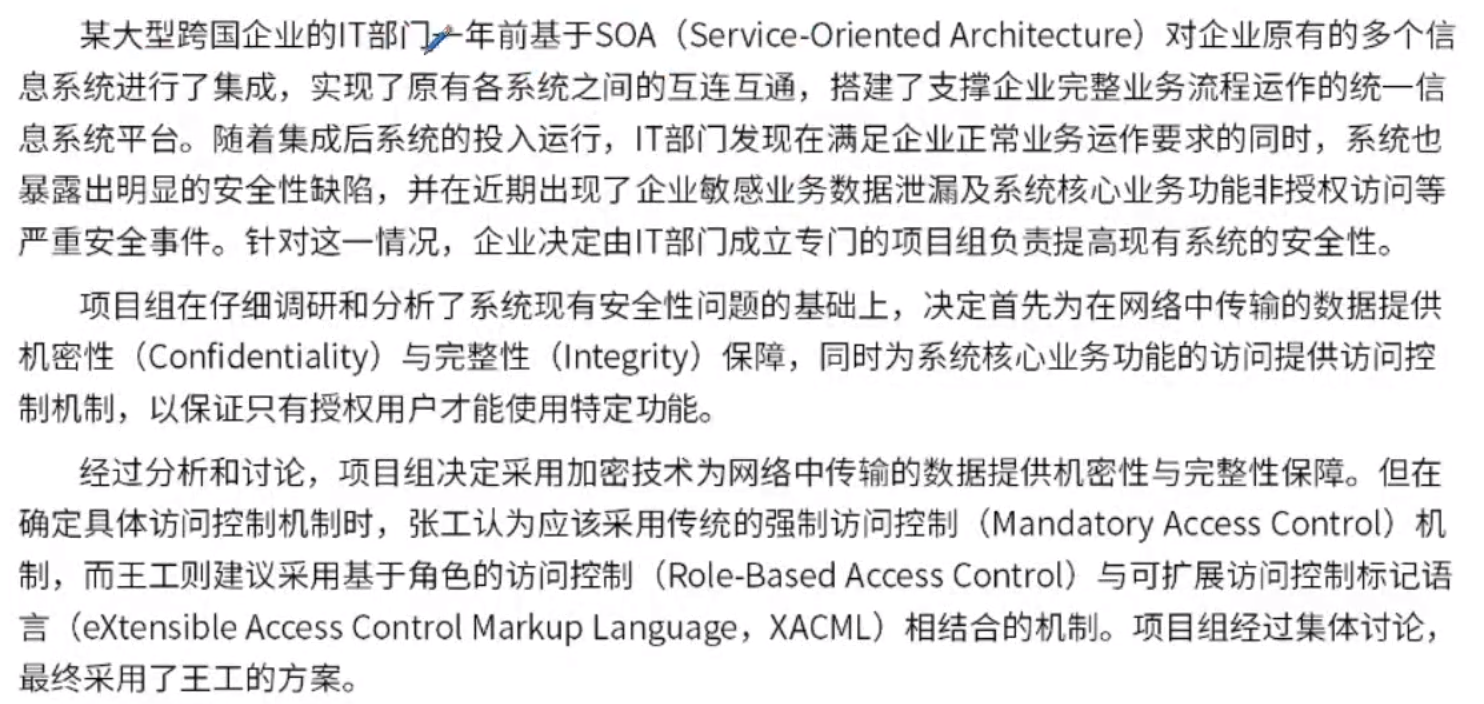 某大型跨国企业的IT部门一年前基于SOA（Service-Oriented Architecture）对企业原有的多个信
息系统进行了集成，实现了原有各系统之间的互连互通，搭建了支撑企业完整业务流程运作的统一信
息系统平台。随着集成后系统的投入运行，IT部门发现在满足企业正常业务运作要求的同时，系统也
暴露出明显的安全性缺陷，并在近期出现了企业敏感业务数据泄漏及系统核心业务功能非授权访问等
严重安全事件。针对这一情况，企业决定由IT部门成立专门的项目组负责提高现有系统的安全性。
项目组在仔细调研和分析了系统现有安全性问题的基础上，决定首先为在网络中传输的数据提供
机密性（Confidentiality）与完整性（Integrity）保障，同时为系统核心业务功能的访问提供访问控
制机制，以保证只有授权用户才能使用特定功能。
经过分析和讨论，项目组决定采用加密技术为网络中传输的数据提供机密性与完整性保障。但在
确定具体访问控制机制时，张工认为应该采用传统的强制访问控制（Mandatory Access Control）机
制，而王工则建议采用基于角色的访问控制（Role-Based Access Control）与可扩展访问控制标记语
言（eXtensible Access Control Markup Language，XACML）相结合的机制。项目组经过集体讨论，
最终采用了王工的方案。